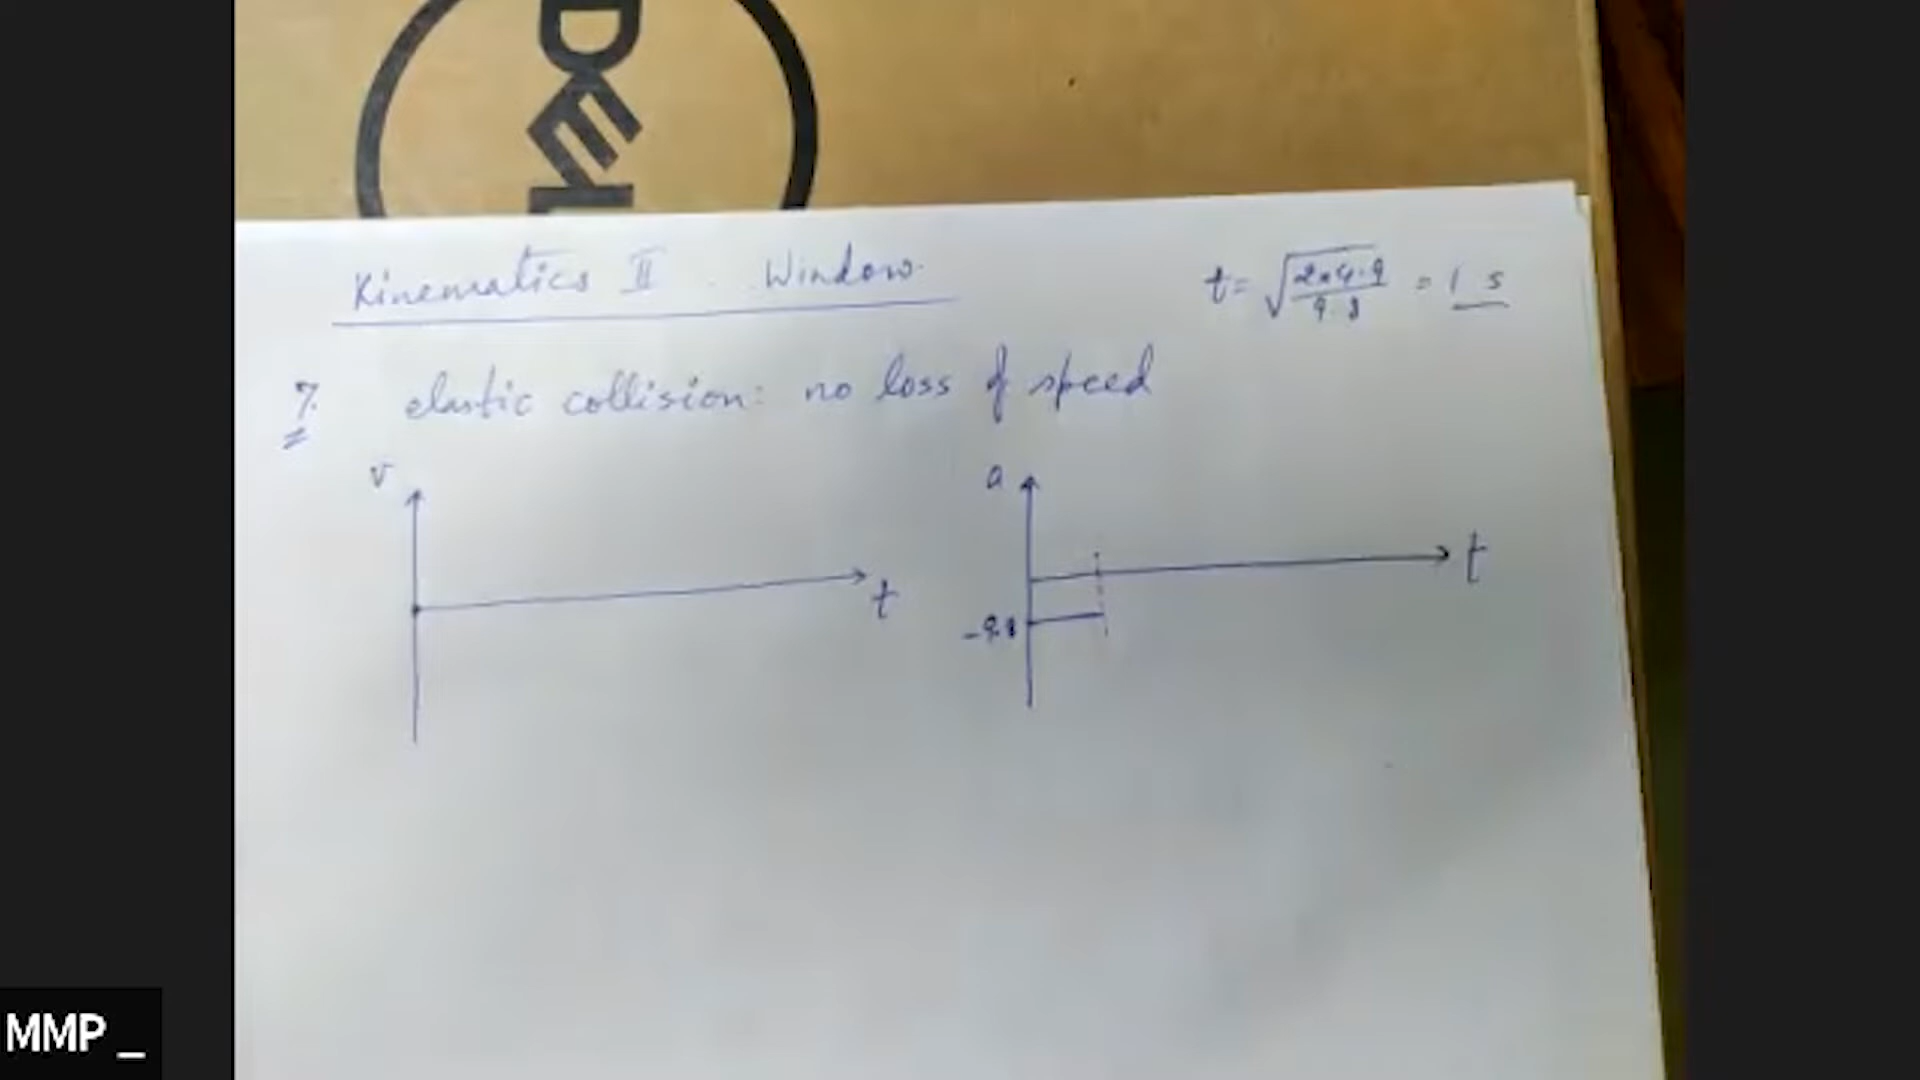 DELL
Kinematics II Window.
t = √(2×4.9/9.8) = 1 s
7. elastic collision: no loss of speed
v
a
t
t
-9.8
MMP _